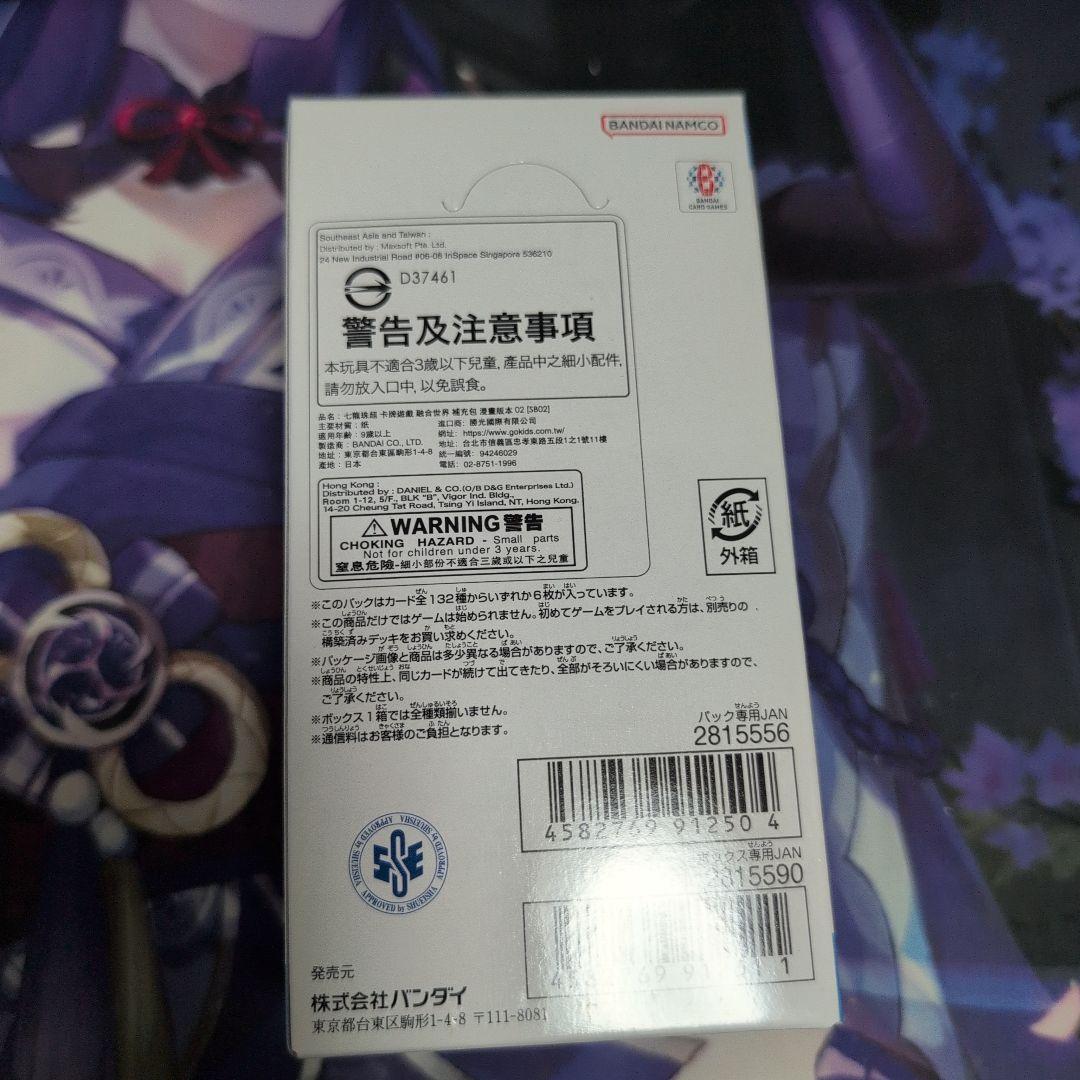 BANDAI NAMCO
B
BANDAI
CARD GAMES
Southeast Asia and Taiwan :
Distributed by : Maxsoft Pte. Ltd.
24 New Industrial Road #06-08 InSpace Singapore 536210
D37461
警告及注意事項
本玩具不適合3歲以下兒童, 產品中之細小配件,
請勿放入口中, 以免誤食。
品名：七龍珠超 卡牌遊戲 融合世界 補充包 漫畫版本 02 [SB02]
主要材質：紙 進口商：勝光國際有限公司
適用年齡：9歲以上 網址：https://www.gokids.com.tw/
製造商：BANDAI CO., LTD. 地址：台北市信義區忠孝東路五段1之1號11樓
地址：東京都台東區駒形1-4-8 統一編號：94246029
產地：日本 電話：02-8751-1996
Hong Kong :
Distributed by : DANIEL & CO.(O/B D&G Enterprises Ltd.)
Room 1-12, 5/F., BLK "B", Vigor Ind. Bldg.,
14-20 Cheung Tat Road, Tsing Yi Island, NT, Hong Kong.
⚠WARNING 警告
CHOKING HAZARD - Small parts
Not for children under 3 years.
窒息危險-細小部份不適合三歲或以下之兒童
紙
外箱
※このパックはカード全132種からいずれか6枚が入っています。
※この商品だけではゲームは始められません。初めてゲームをプレイされる方は、別売りの
構築済みデッキをお買い求めください。
※パッケージ画像と商品は多少異なる場合がありますので、ご了承ください。
※商品の特性上、同じカードが続けて出てきたり、全部がそろいにくい場合がありますので、
ご了承ください。
※ボックス1箱では全種類揃いません。
※通信料はお客様のご負担となります。
パック専用JAN
2815556
4582769 912504
ボックス専用JAN
2815590
SSE
APPROVED by SHUEISHA
発売元
株式会社バンダイ
東京都台東区駒形1-4-8 〒111-8081